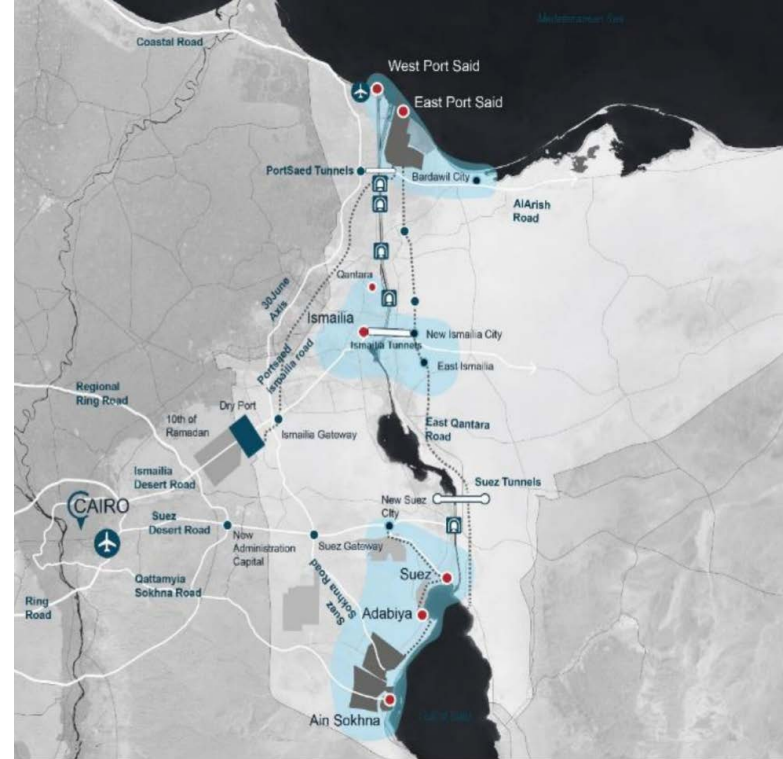 Mediterranean Sea
Coastal Road
West Port Said
East Port Said
PortSaed Tunnels
Bardawil City
AlArish
Road
Qantara
30June
Axis
Ismailia
New Ismailia City
Ismailia Tunnels
Portsaed
ismailia road
East Ismailia
Regional
Ring Road
Dry Port
10th of
Ramadan
Ismailia Gateway
East Qantara
Road
Ismailia
Desert Road
Suez Tunnels
New Suez
City
CAIRO
Suez
Desert Road
New
Administration
Capital
Suez Gateway
Suez
Qattamyia
Sokhna Road
Suez
Sokhna Road
Ring
Road
Adabiya
Ain Sokhna